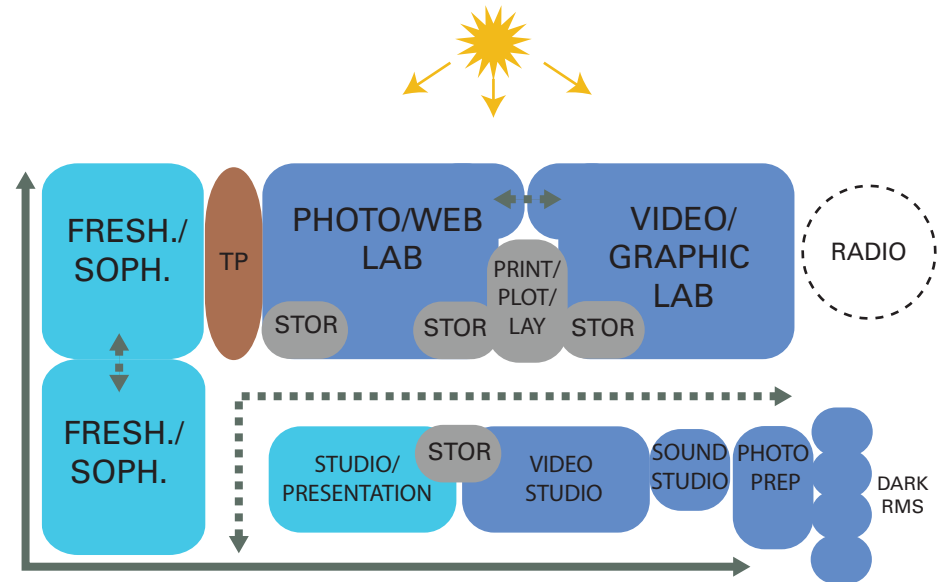 FRESH./
SOPH.
TP
PHOTO/WEB
LAB
STOR
STOR
PRINT/
PLOT/
LAY
STOR
VIDEO/
GRAPHIC
LAB
RADIO
FRESH./
SOPH.
STUDIO/
PRESENTATION
STOR
VIDEO
STUDIO
SOUND
STUDIO
PHOTO
PREP
DARK
RMS